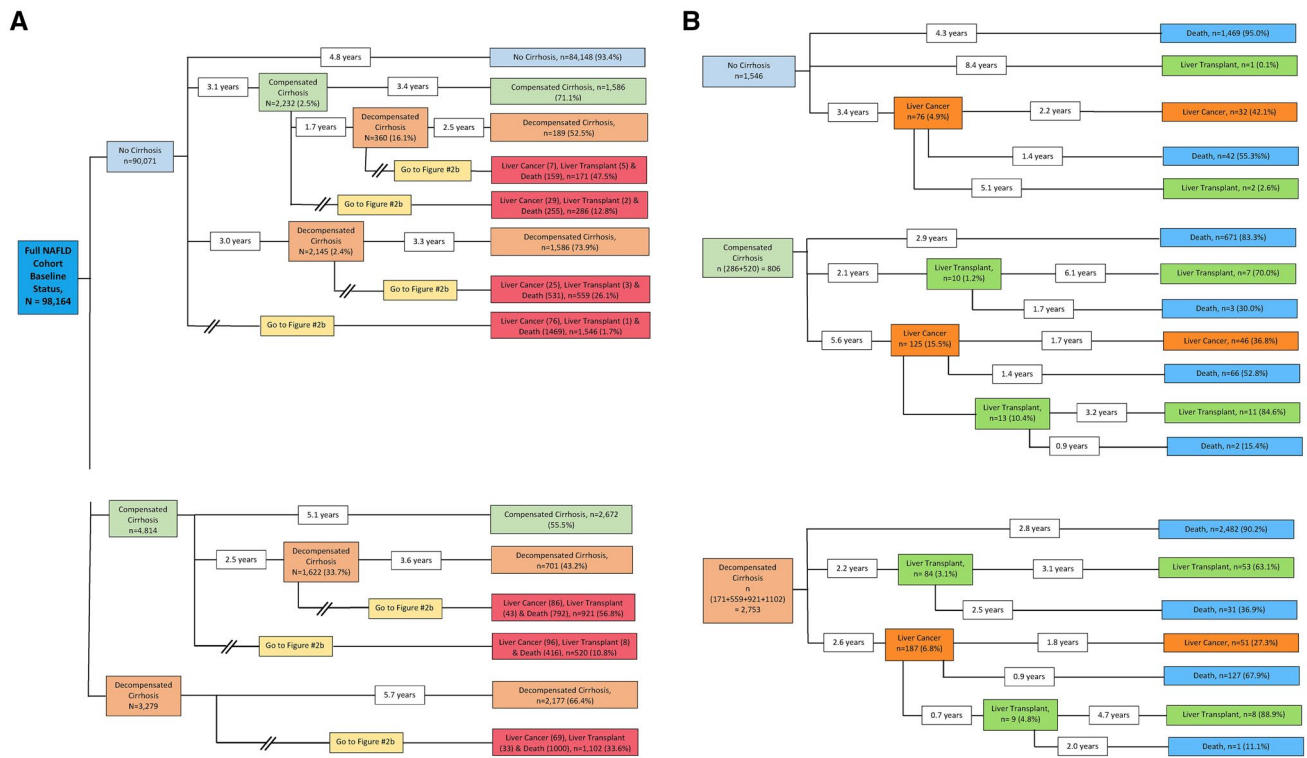 A
Full NAFLD
Cohort
Baseline
Status,
N = 98,164
No Cirrhosis
n=90,071
4.8 years
No Cirrhosis, n=84,148 (93.4%)
3.1 years
Compensated
Cirrhosis
N=2,232 (2.5%)
3.4 years
Compensated Cirrhosis, n=1,586
(71.1%)
1.7 years
Decompensated
Cirrhosis
N=360 (16.1%)
2.5 years
Decompensated Cirrhosis,
n=189 (52.5%)
Go to Figure #2b
Liver Cancer (7), Liver Transplant (5) &
Death (159), n=171 (47.5%)
Go to Figure #2b
Liver Cancer (29), Liver Transplant (2) &
Death (255), n=286 (12.8%)
3.0 years
Decompensated
Cirrhosis
N=2,145 (2.4%)
3.3 years
Decompensated Cirrhosis,
n=1,586 (73.9%)
Go to Figure #2b
Liver Cancer (25), Liver Transplant (3) &
Death (531), n=559 (26.1%)
Go to Figure #2b
Liver Cancer (76), Liver Transplant (1) &
Death (1469), n=1,546 (1.7%)
Compensated
Cirrhosis
n=4,814
5.1 years
Compensated Cirrhosis, n=2,672
(55.5%)
2.5 years
Decompensated
Cirrhosis
N=1,622 (33.7%)
3.6 years
Decompensated Cirrhosis,
n=701 (43.2%)
Go to Figure #2b
Liver Cancer (86), Liver Transplant
(43) & Death (792), n=921 (56.8%)
Go to Figure #2b
Liver Cancer (96), Liver Transplant (8)
& Death (416), n=520 (10.8%)
Decompensated
Cirrhosis
N=3,279
5.7 years
Decompensated Cirrhosis,
n=2,177 (66.4%)
Go to Figure #2b
Liver Cancer (69), Liver Transplant
(33) & Death (1000), n=1,102 (33.6%)
B
No Cirrhosis
n=1,546
4.3 years
Death, n=1,469 (95.0%)
8.4 years
Liver Transplant, n=1 (0.1%)
3.4 years
Liver Cancer
n=76 (4.9%)
2.2 years
Liver Cancer, n=32 (42.1%)
1.4 years
Death, n=42 (55.3%%)
5.1 years
Liver Transplant, n=2 (2.6%)
Compensated
Cirrhosis
n (286+520) = 806
2.9 years
Death, n=671 (83.3%)
2.1 years
Liver Transplant,
n=10 (1.2%)
6.1 years
Liver Transplant, n=7 (70.0%)
1.7 years
Death, n=3 (30.0%)
5.6 years
Liver Cancer
n= 125 (15.5%)
1.7 years
Liver Cancer, n=46 (36.8%)
1.4 years
Death, n=66 (52.8%)
Liver Transplant,
n=13 (10.4%)
3.2 years
Liver Transplant, n=11 (84.6%)
0.9 years
Death, n=2 (15.4%)
Decompensated
Cirrhosis
n
(171+559+921+1102)
= 2,753
2.8 years
Death, n=2,482 (90.2%)
2.2 years
Liver Transplant,
n= 84 (3.1%)
3.1 years
Liver Transplant, n=53 (63.1%)
2.5 years
Death, n=31 (36.9%)
2.6 years
Liver Cancer
n=187 (6.8%)
1.8 years
Liver Cancer, n=51 (27.3%)
0.9 years
Death, n=127 (67.9%)
0.7 years
Liver Transplant,
n= 9 (4.8%)
4.7 years
Liver Transplant, n=8 (88.9%)
2.0 years
Death, n=1 (11.1%)